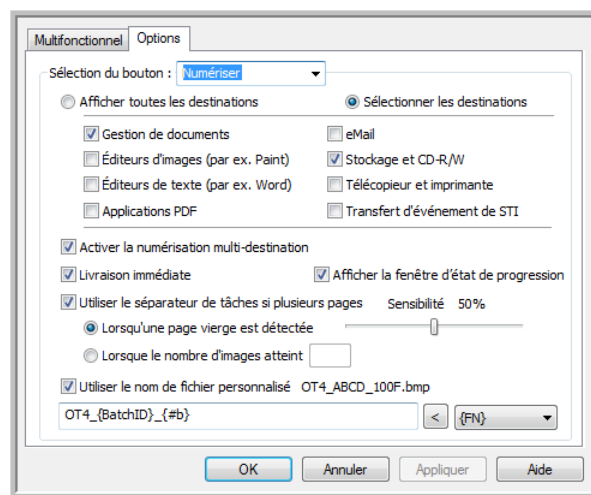 Multifonctionnel Options
Sélection du bouton : Numériser
Afficher toutes les destinations Sélectionner les destinations
Gestion de documents eMail
Éditeurs d'images (par ex. Paint) Stockage et CD-R/W
Éditeurs de texte (par ex. Word) Télécopieur et imprimante
Applications PDF Transfert d'événement de STI
Activer la numérisation multi-destination
Livraison immédiate Afficher la fenêtre d'état de progression
Utiliser le séparateur de tâches si plusieurs pages Sensibilité 50%
Lorsqu'une page vierge est détectée
Lorsque le nombre d'images atteint
Utiliser le nom de fichier personnalisé OT4_ABCD_100F.bmp
OT4_{BatchID}_{#b} < {FN}
OK Annuler Appliquer Aide